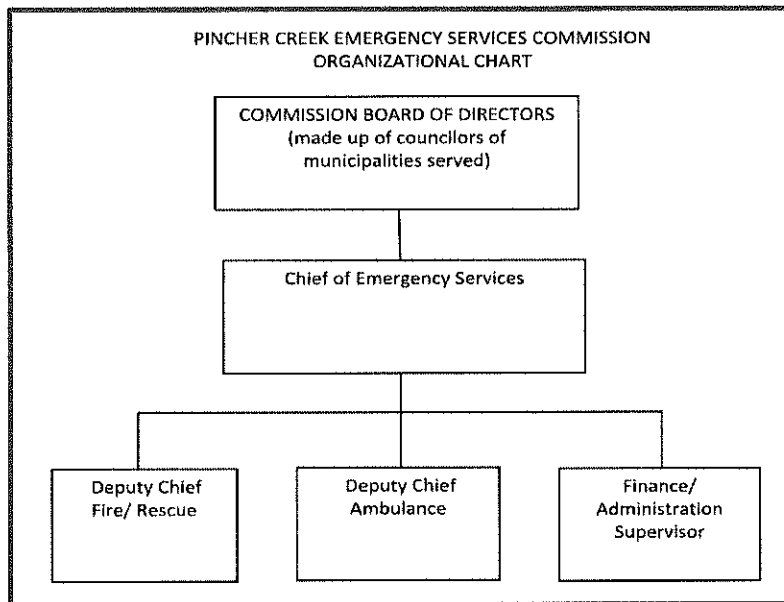 PINCHER CREEK EMERGENCY SERVICES COMMISSION
ORGANIZATIONAL CHART
COMMISSION BOARD OF DIRECTORS
(made up of councilors of
municipalities served)
Chief of Emergency Services
Deputy Chief
Fire/ Rescue
Deputy Chief
Ambulance
Finance/
Administration
Supervisor